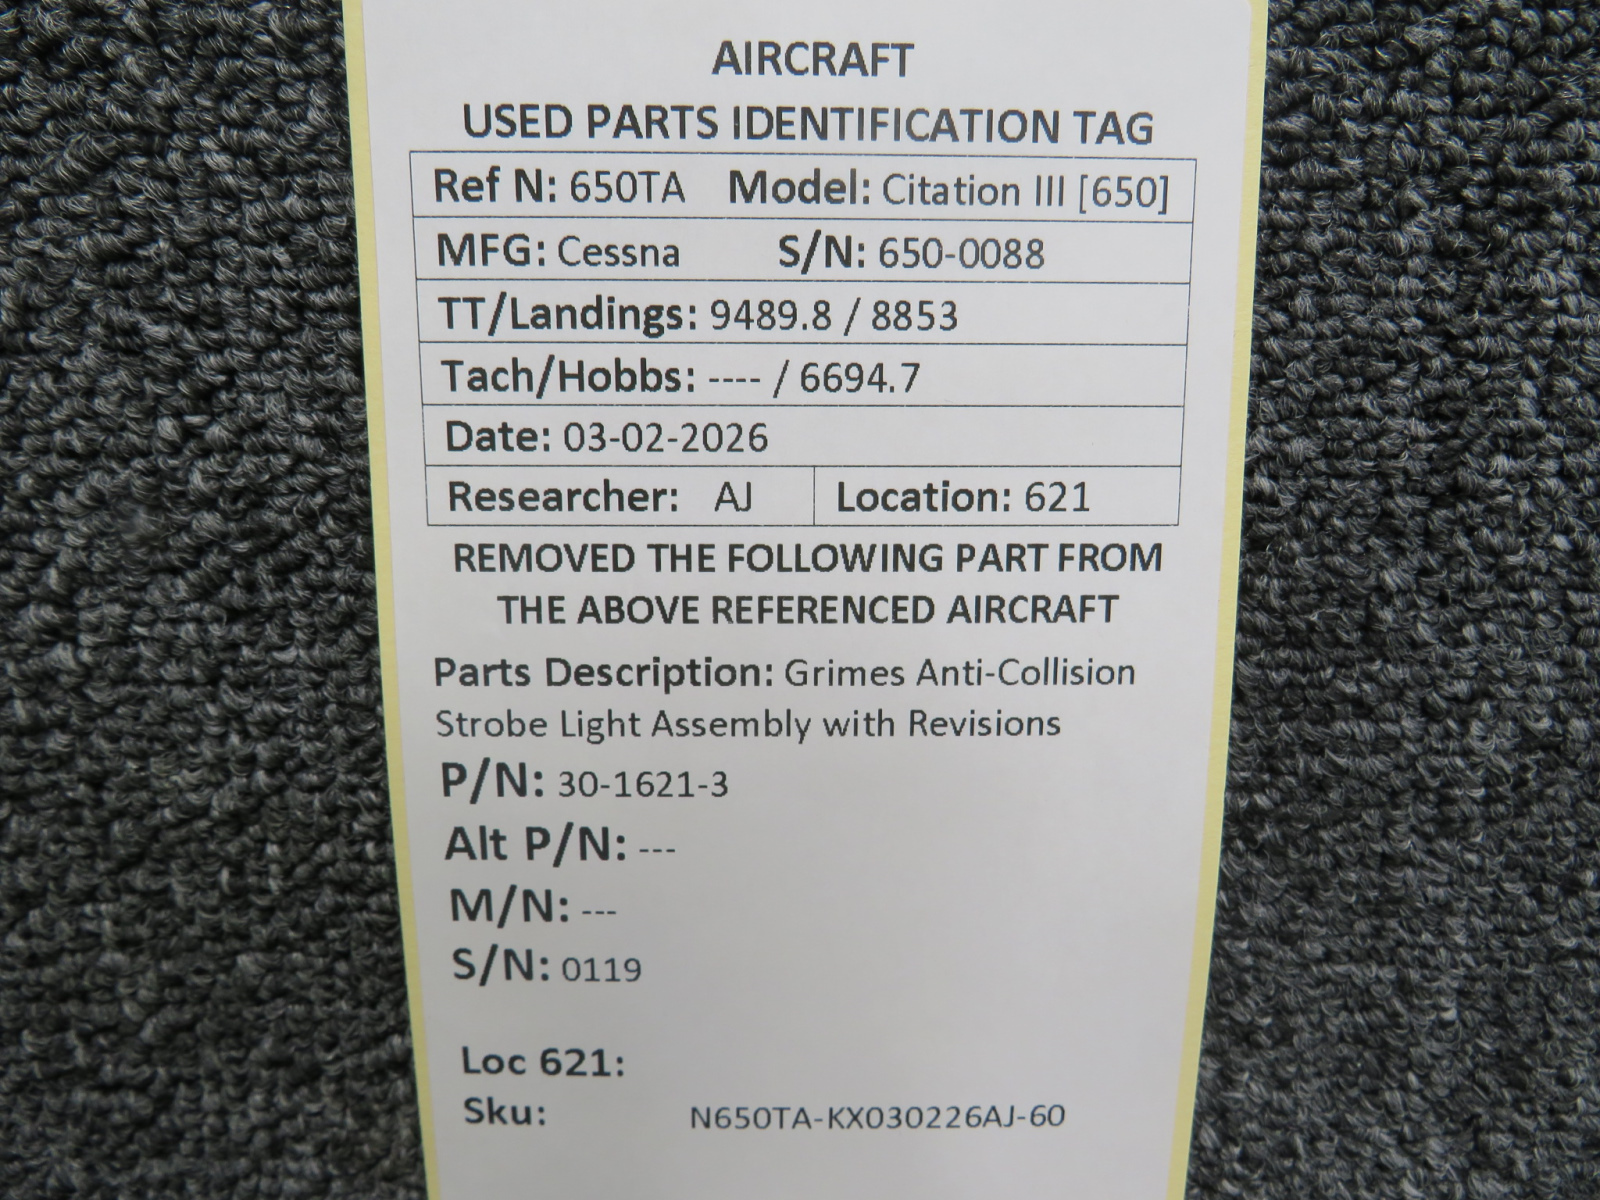 AIRCRAFT
USED PARTS IDENTIFICATION TAG
Ref N: 650TA Model: Citation III [650]
MFG: Cessna S/N: 650-0088
TT/Landings: 9489.8 / 8853
Tach/Hobbs: ---- / 6694.7
Date: 03-02-2026
Researcher: AJ Location: 621
REMOVED THE FOLLOWING PART FROM
THE ABOVE REFERENCED AIRCRAFT
Parts Description: Grimes Anti-Collision
Strobe Light Assembly with Revisions
P/N: 30-1621-3
Alt P/N: ---
M/N: ---
S/N: 0119
Loc 621:
Sku: N650TA-KX030226AJ-60